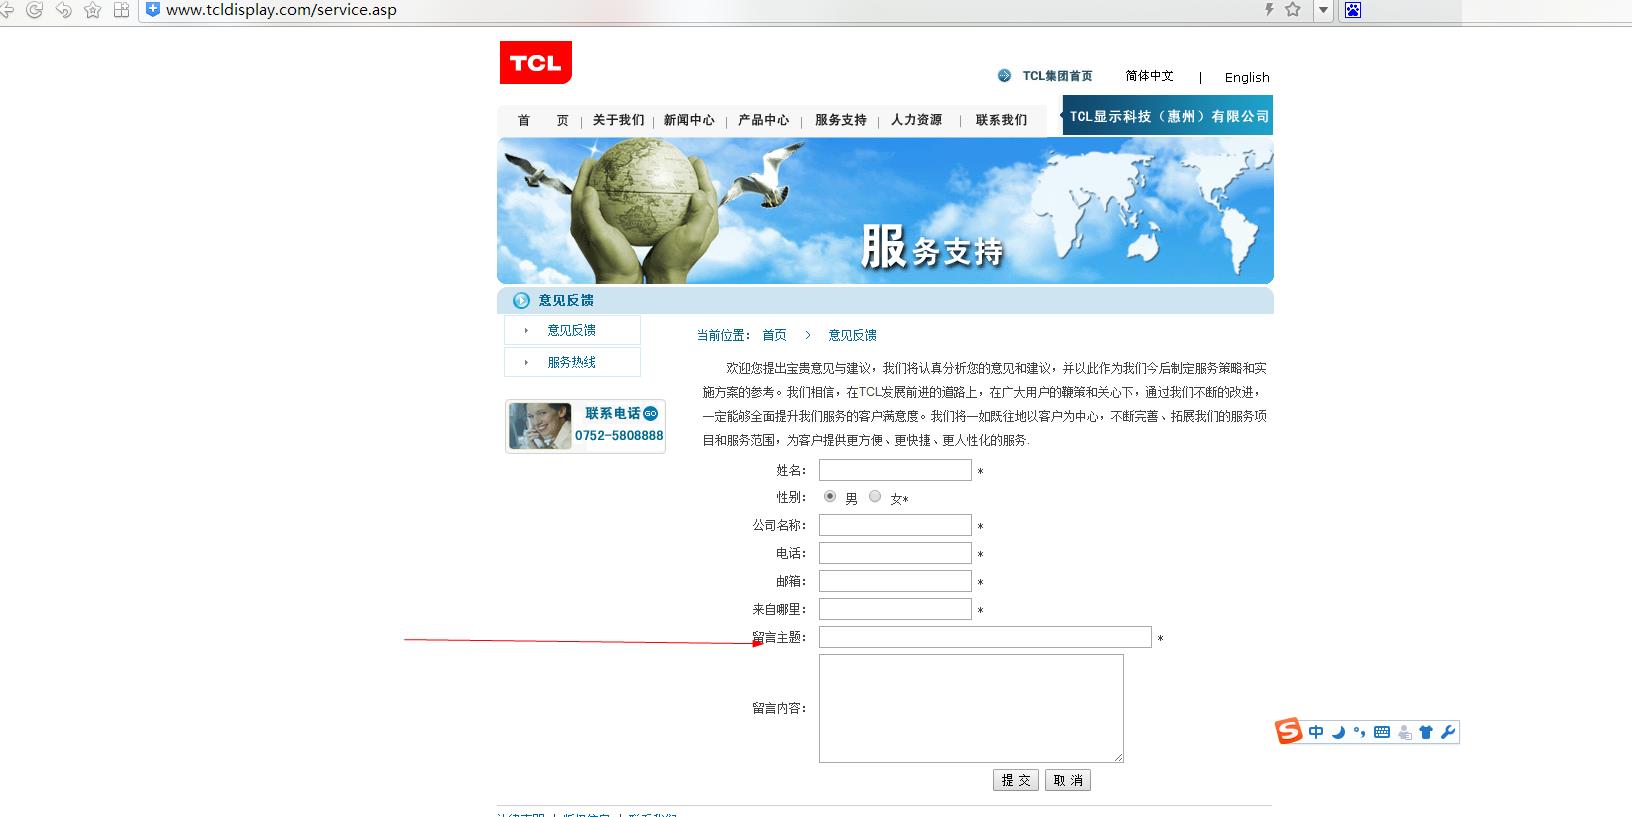 www.tcldisplay.com/service.asp
TCL
TCL集团首页 简体中文 | English
首 页 | 关于我们 | 新闻中心 | 产品中心 | 服务支持 | 人力资源 | 联系我们
TCL显示科技（惠州）有限公司
服务支持
意见反馈
意见反馈
服务热线
联系电话 GO
0752-5808888
当前位置： 首页 > 意见反馈
欢迎您提出宝贵意见与建议，我们将认真分析您的意见和建议，并以此作为我们今后制定服务策略和实
施方案的参考。我们相信，在TCL发展前进的道路上，在广大用户的鞭策和关心下，通过我们不断的改进，
一定能够全面提升我们服务的客户满意度。我们将一如既往地以客户为中心，不断完善、拓展我们的服务项
目和服务范围，为客户提供更方便、更快捷、更人性化的服务.
姓名： *
性别： 男 女*
公司名称： *
电话： *
邮箱： *
来自哪里： *
留言主题： *
留言内容：
提 交 取 消
S 中
法律声明 | 版权信息 | 联系我们